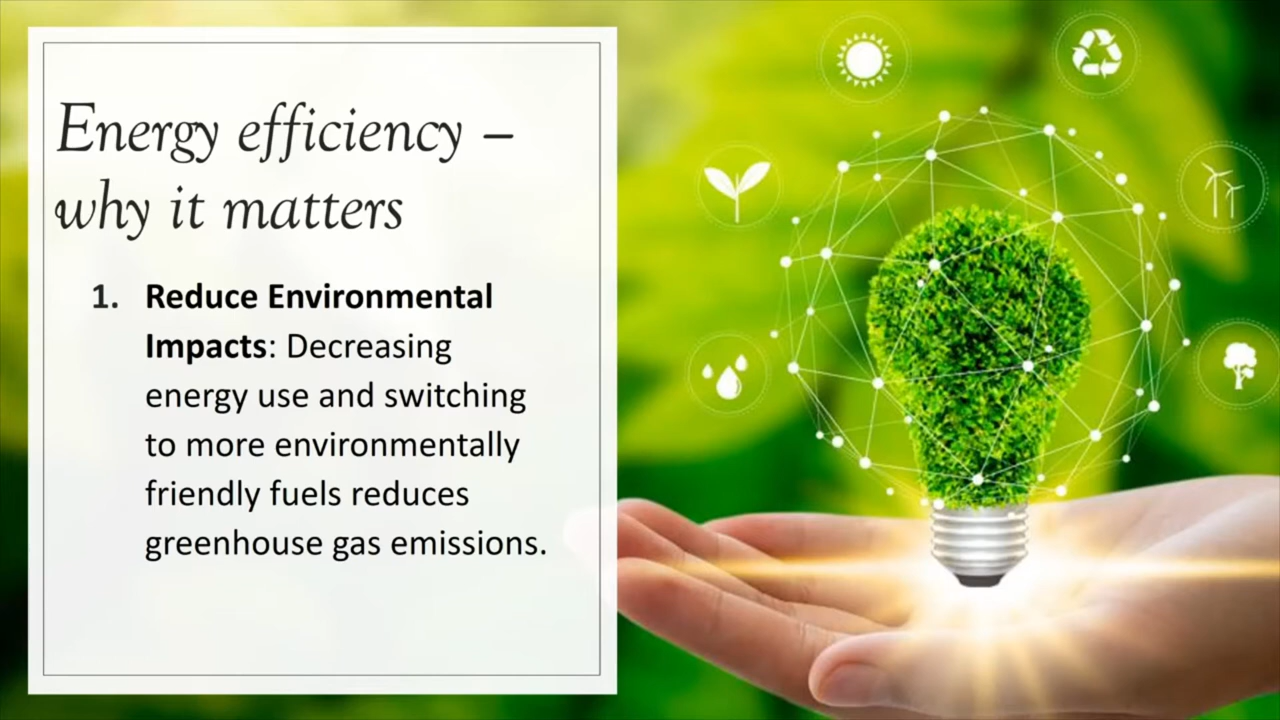 Energy efficiency –
why it matters
1. Reduce Environmental
Impacts: Decreasing
energy use and switching
to more environmentally
friendly fuels reduces
greenhouse gas emissions.